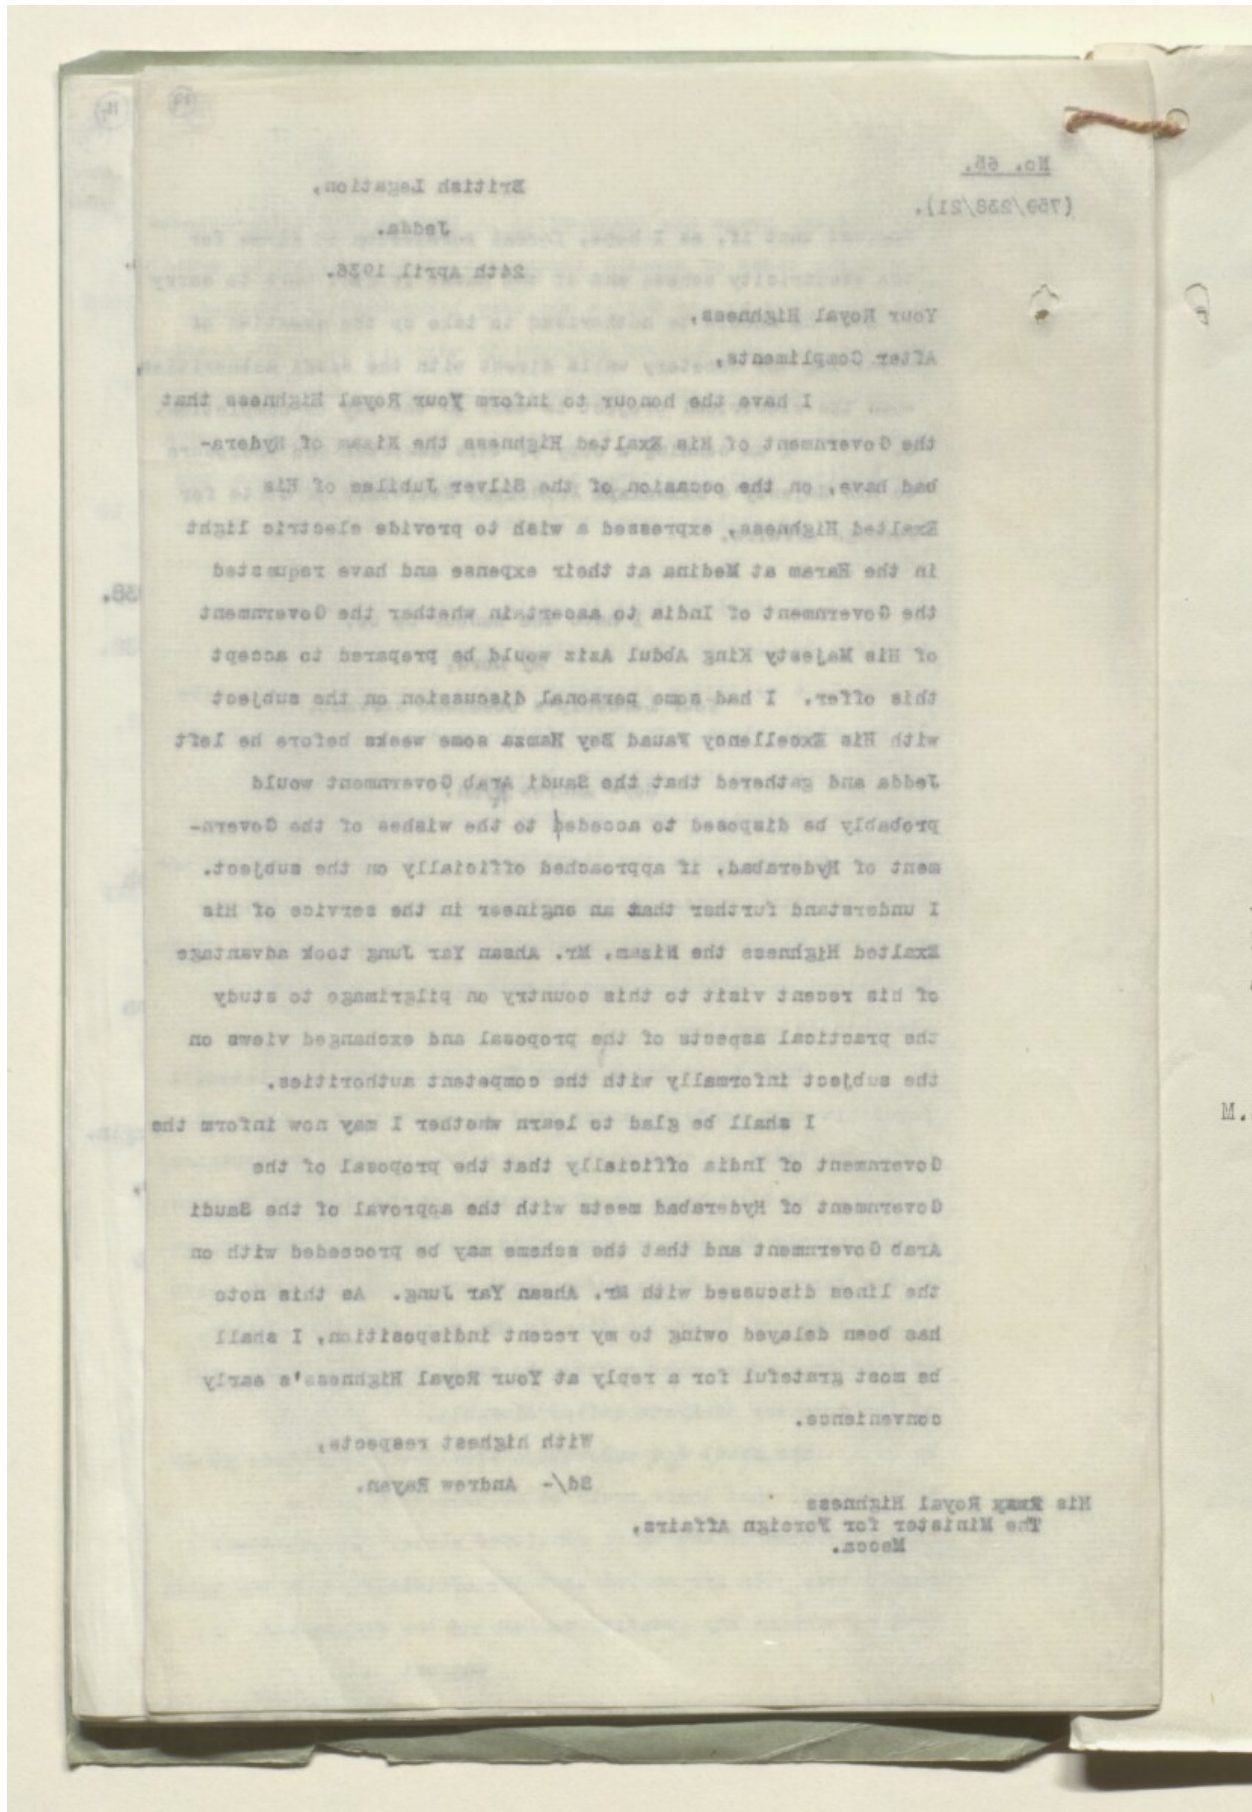 No. 65.
(759/238/21).
British Legation,
Jedda.
24th April 1936.
Your Royal Highness,
After Compliments,
I have the honour to inform Your Royal Highness that
the Government of His Exalted Highness the Nizam of Hydera-
bad have, on the occasion of the Silver Jubilee of His
Exalted Highness, expressed a wish to provide electric light
in the Haram at Medina at their expense and have requested
the Government of India to ascertain whether the Government
of His Majesty King Abdul Aziz would be prepared to accept
this offer. I had some personal discussion on the subject
with His Excellency Fauad Bey Hamza some weeks before he left
Jedda and gathered that the Saudi Arab Government would
probably be disposed to acceded to the wishes of the Govern-
ment of Hyderabad, if approached officially on the subject.
I understand further that an engineer in the service of His
Exalted Highness the Nizam, Mr. Ahsan Yar Jung took advantage
of his recent visit to this country on pilgrimage to study
the practical aspects of the proposal and exchanged views on
the subject informally with the competent authorities.
I shall be glad to learn whether I may now inform the
Government of India officially that the proposal of the
Government of Hyderabad meets with the approval of the Saudi
Arab Government and that the scheme may be proceeded with on
the lines discussed with Mr. Ahsan Yar Jung. As this note
has been delayed owing to my recent indisposition, I shall
be most grateful for a reply at Your Royal Highness's early
convenience.
With highest respects,
Sd/- Andrew Rayan.
His Royal Highness
The Minister for Foreign Affairs,
Mecca.
M.